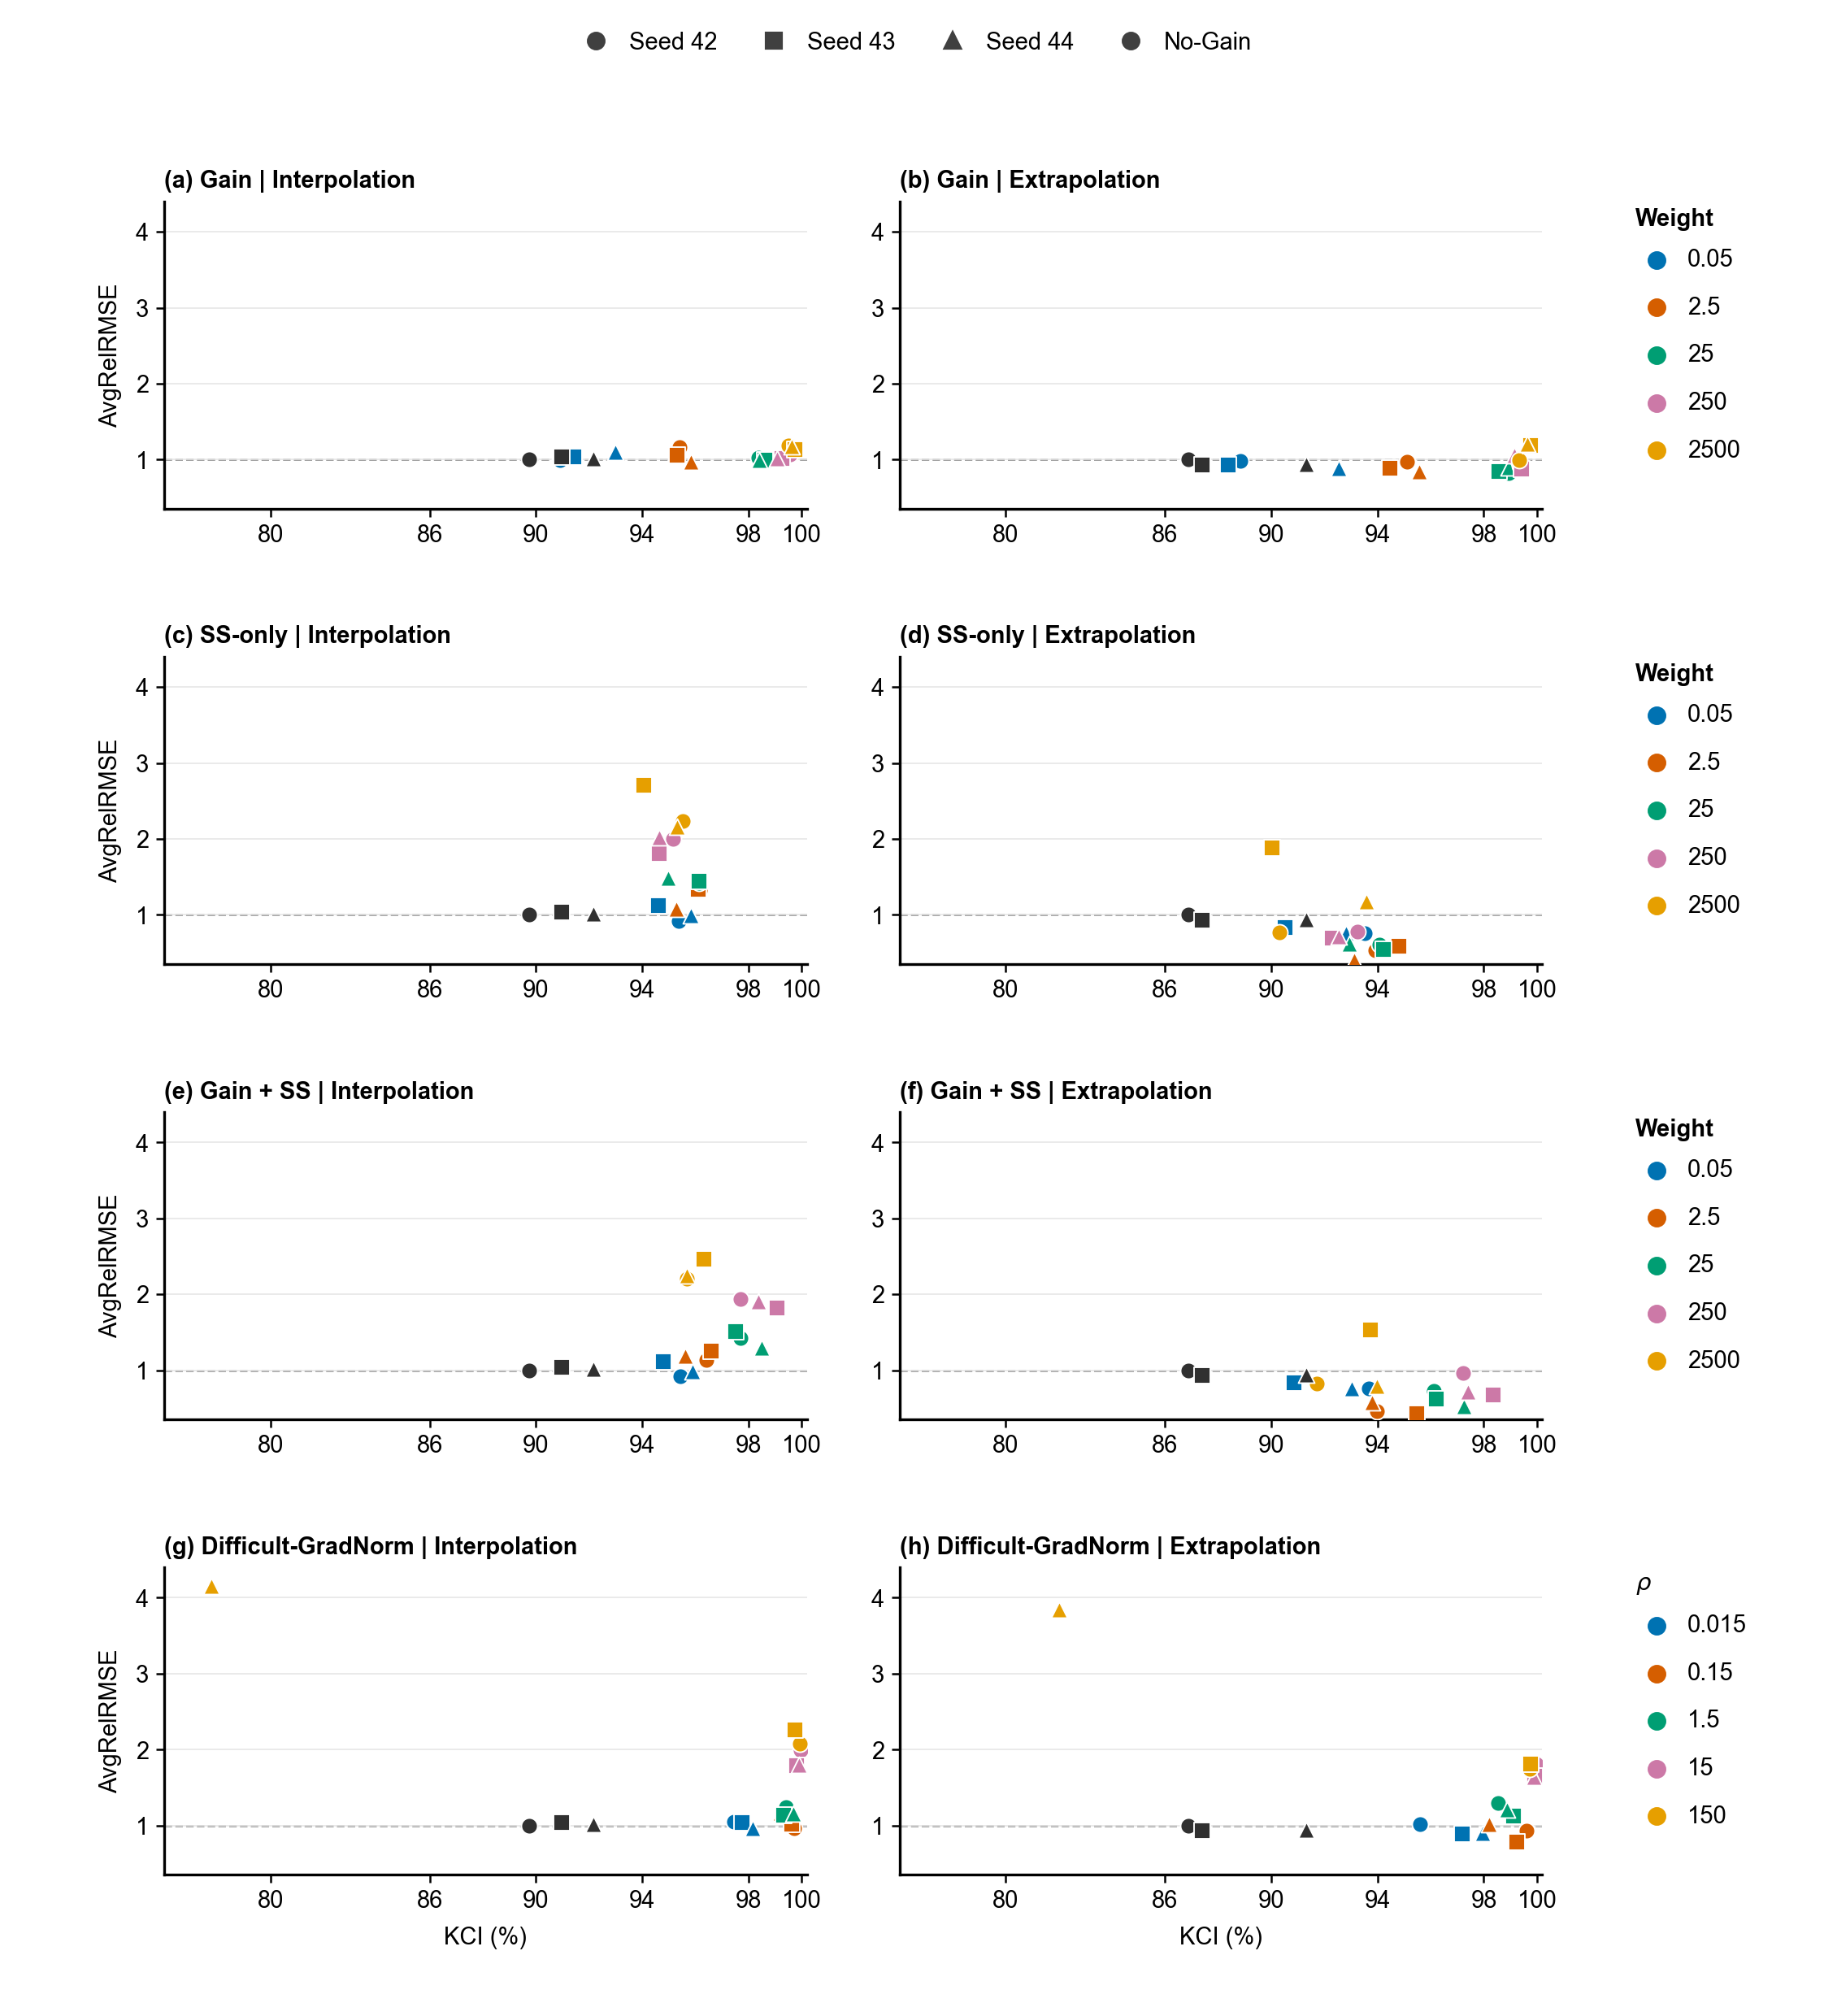 Seed 42 Seed 43 Seed 44 No-Gain
(a) Gain | Interpolation
(b) Gain | Extrapolation
AvgRelRMSE
4
3
2
1
80 86 90 94 98 100
4
3
2
1
80 86 90 94 98 100
Weight
0.05
2.5
25
250
2500
(c) SS-only | Interpolation
(d) SS-only | Extrapolation
AvgRelRMSE
4
3
2
1
80 86 90 94 98 100
4
3
2
1
80 86 90 94 98 100
Weight
0.05
2.5
25
250
2500
(e) Gain + SS | Interpolation
(f) Gain + SS | Extrapolation
AvgRelRMSE
4
3
2
1
80 86 90 94 98 100
4
3
2
1
80 86 90 94 98 100
Weight
0.05
2.5
25
250
2500
(g) Difficult-GradNorm | Interpolation
(h) Difficult-GradNorm | Extrapolation
AvgRelRMSE
4
3
2
1
80 86 90 94 98 100
KCI (%)
4
3
2
1
80 86 90 94 98 100
KCI (%)
ρ
0.015
0.15
1.5
15
150